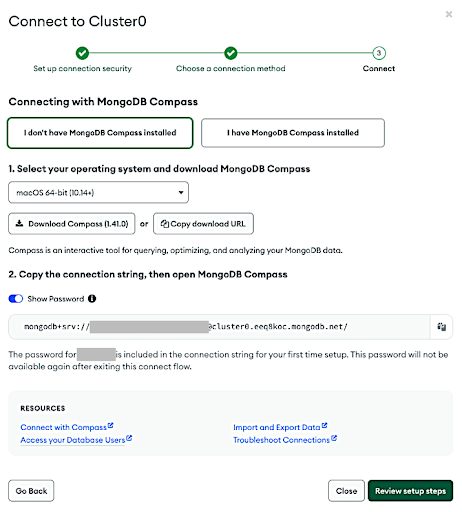 Connect to Cluster0
Set up connection security
Choose a connection method
3
Connect
Connecting with MongoDB Compass
I don't have MongoDB Compass installed
I have MongoDB Compass installed
1. Select your operating system and download MongoDB Compass
macOS 64-bit (10.14+)
Download Compass (1.41.0) or Copy download URL
Compass is an interactive tool for querying, optimizing, and analyzing your MongoDB data.
2. Copy the connection string, then open MongoDB Compass
Show Password
mongodb+srv:// @cluster0.eeq8koc.mongodb.net/
The password for is included in the connection string for your first time setup. This password will not be
available again after exiting this connect flow.
RESOURCES
Connect with Compass
Import and Export Data
Access your Database Users
Troubleshoot Connections
Go Back
Close
Review setup steps